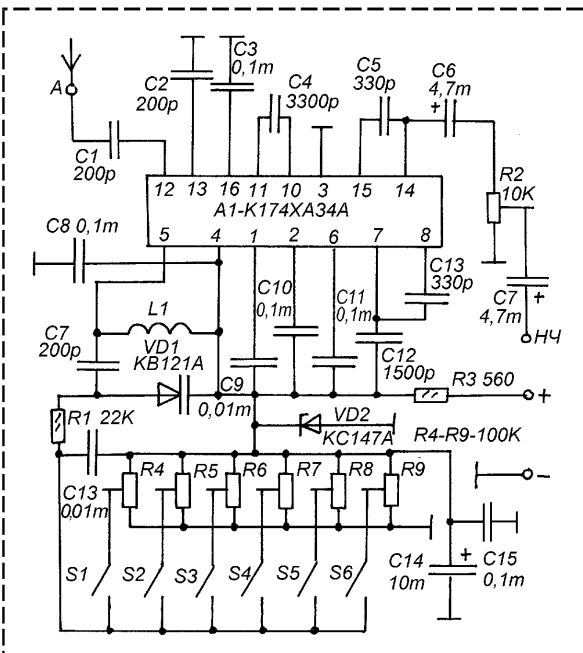 C3
0,1m
C2
200p
C4
3300p
C5
330p
C6
4,7m
+
A
C1
200p
R2
10K
12 13 16 11 10 3 15 14
A1-K174XA34A
5 4 1 2 6 7 8
C8 0,1m
C13
330p
C10
0,1m
C11
0,1m
C7
4,7m
+
НЧ
L1
VD1
KB121A
C7
200p
C9
0,01m
C12
1500p
R3 560
+
R1 22K
VD2
KC147A
R4-R9-100K
-
C13
0,01m
R4 R5 R6 R7 R8 R9
S1 S2 S3 S4 S5 S6
C14
10m
+
C15
0,1m